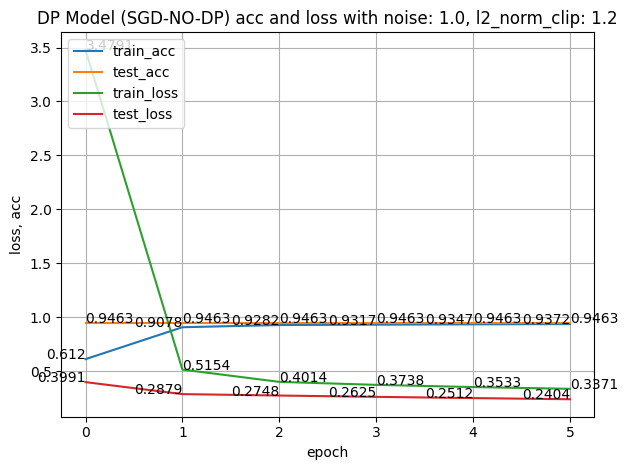 DP Model (SGD-NO-DP) acc and loss with noise: 1.0, l2_norm_clip: 1.2
3.5
3.0
2.5
2.0
1.5
1.0
0.5
loss, acc
3.4791
train_acc
test_acc
train_loss
test_loss
0.9463 0.9463 0.9463 0.9463 0.9463 0.9463
0.612 0.9078 0.9282 0.9317 0.9347 0.9372
0.5154 0.4014 0.3738 0.3533 0.3371
0.3991 0.2879 0.2748 0.2625 0.2512 0.2404
0 1 2 3 4 5
epoch